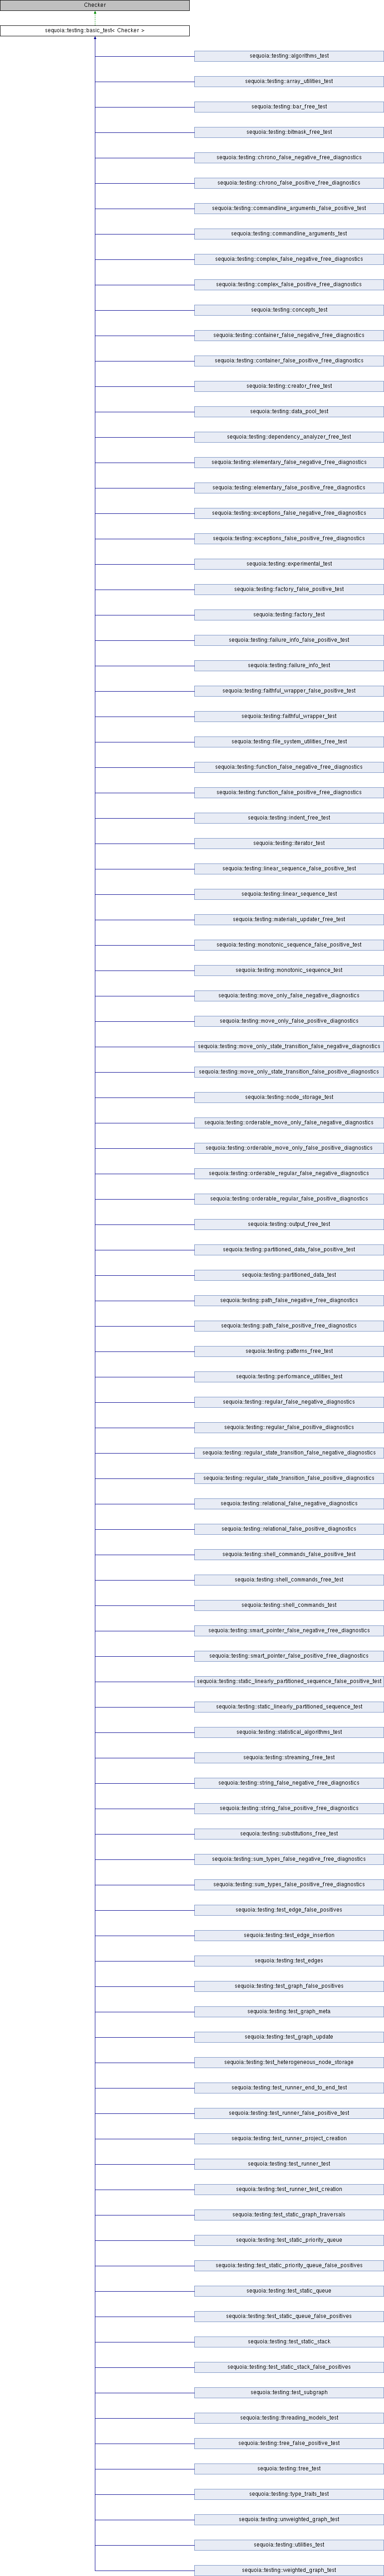 Checker
sequoia::testing::basic_test< Checker >
sequoia::testing::algorithms_test
sequoia::testing::array_utilities_test
sequoia::testing::bar_free_test
sequoia::testing::bitmask_free_test
sequoia::testing::chrono_false_negative_free_diagnostics
sequoia::testing::chrono_false_positive_free_diagnostics
sequoia::testing::commandline_arguments_false_positive_test
sequoia::testing::commandline_arguments_test
sequoia::testing::complex_false_negative_free_diagnostics
sequoia::testing::complex_false_positive_free_diagnostics
sequoia::testing::concepts_test
sequoia::testing::container_false_negative_free_diagnostics
sequoia::testing::container_false_positive_free_diagnostics
sequoia::testing::creator_free_test
sequoia::testing::data_pool_test
sequoia::testing::dependency_analyzer_free_test
sequoia::testing::elementary_false_negative_free_diagnostics
sequoia::testing::elementary_false_positive_free_diagnostics
sequoia::testing::exceptions_false_negative_free_diagnostics
sequoia::testing::exceptions_false_positive_free_diagnostics
sequoia::testing::experimental_test
sequoia::testing::factory_false_positive_test
sequoia::testing::factory_test
sequoia::testing::failure_info_false_positive_test
sequoia::testing::failure_info_test
sequoia::testing::faithful_wrapper_false_positive_test
sequoia::testing::faithful_wrapper_test
sequoia::testing::file_system_utilities_free_test
sequoia::testing::function_false_negative_free_diagnostics
sequoia::testing::function_false_positive_free_diagnostics
sequoia::testing::indent_free_test
sequoia::testing::iterator_test
sequoia::testing::linear_sequence_false_positive_test
sequoia::testing::linear_sequence_test
sequoia::testing::materials_updater_free_test
sequoia::testing::monotonic_sequence_false_positive_test
sequoia::testing::monotonic_sequence_test
sequoia::testing::move_only_false_negative_diagnostics
sequoia::testing::move_only_false_positive_diagnostics
sequoia::testing::move_only_state_transition_false_negative_diagnostics
sequoia::testing::move_only_state_transition_false_positive_diagnostics
sequoia::testing::node_storage_test
sequoia::testing::orderable_move_only_false_negative_diagnostics
sequoia::testing::orderable_move_only_false_positive_diagnostics
sequoia::testing::orderable_regular_false_negative_diagnostics
sequoia::testing::orderable_regular_false_positive_diagnostics
sequoia::testing::output_free_test
sequoia::testing::partitioned_data_false_positive_test
sequoia::testing::partitioned_data_test
sequoia::testing::path_false_negative_free_diagnostics
sequoia::testing::path_false_positive_free_diagnostics
sequoia::testing::patterns_free_test
sequoia::testing::performance_utilities_test
sequoia::testing::regular_false_negative_diagnostics
sequoia::testing::regular_false_positive_diagnostics
sequoia::testing::regular_state_transition_false_negative_diagnostics
sequoia::testing::regular_state_transition_false_positive_diagnostics
sequoia::testing::relational_false_negative_diagnostics
sequoia::testing::relational_false_positive_diagnostics
sequoia::testing::shell_commands_false_positive_test
sequoia::testing::shell_commands_free_test
sequoia::testing::shell_commands_test
sequoia::testing::smart_pointer_false_negative_free_diagnostics
sequoia::testing::smart_pointer_false_positive_free_diagnostics
sequoia::testing::static_linearly_partitioned_sequence_false_positive_test
sequoia::testing::static_linearly_partitioned_sequence_test
sequoia::testing::statistical_algorithms_test
sequoia::testing::streaming_free_test
sequoia::testing::string_false_negative_free_diagnostics
sequoia::testing::string_false_positive_free_diagnostics
sequoia::testing::substitutions_free_test
sequoia::testing::sum_types_false_negative_free_diagnostics
sequoia::testing::sum_types_false_positive_free_diagnostics
sequoia::testing::test_edge_false_positives
sequoia::testing::test_edge_insertion
sequoia::testing::test_edges
sequoia::testing::test_graph_false_positives
sequoia::testing::test_graph_meta
sequoia::testing::test_graph_update
sequoia::testing::test_heterogeneous_node_storage
sequoia::testing::test_runner_end_to_end_test
sequoia::testing::test_runner_false_positive_test
sequoia::testing::test_runner_project_creation
sequoia::testing::test_runner_test
sequoia::testing::test_runner_test_creation
sequoia::testing::test_static_graph_traversals
sequoia::testing::test_static_priority_queue
sequoia::testing::test_static_priority_queue_false_positives
sequoia::testing::test_static_queue
sequoia::testing::test_static_queue_false_positives
sequoia::testing::test_static_stack
sequoia::testing::test_static_stack_false_positives
sequoia::testing::test_subgraph
sequoia::testing::threading_models_test
sequoia::testing::tree_false_positive_test
sequoia::testing::tree_test
sequoia::testing::type_traits_test
sequoia::testing::unweighted_graph_test
sequoia::testing::utilities_test
sequoia::testing::weighted_graph_test